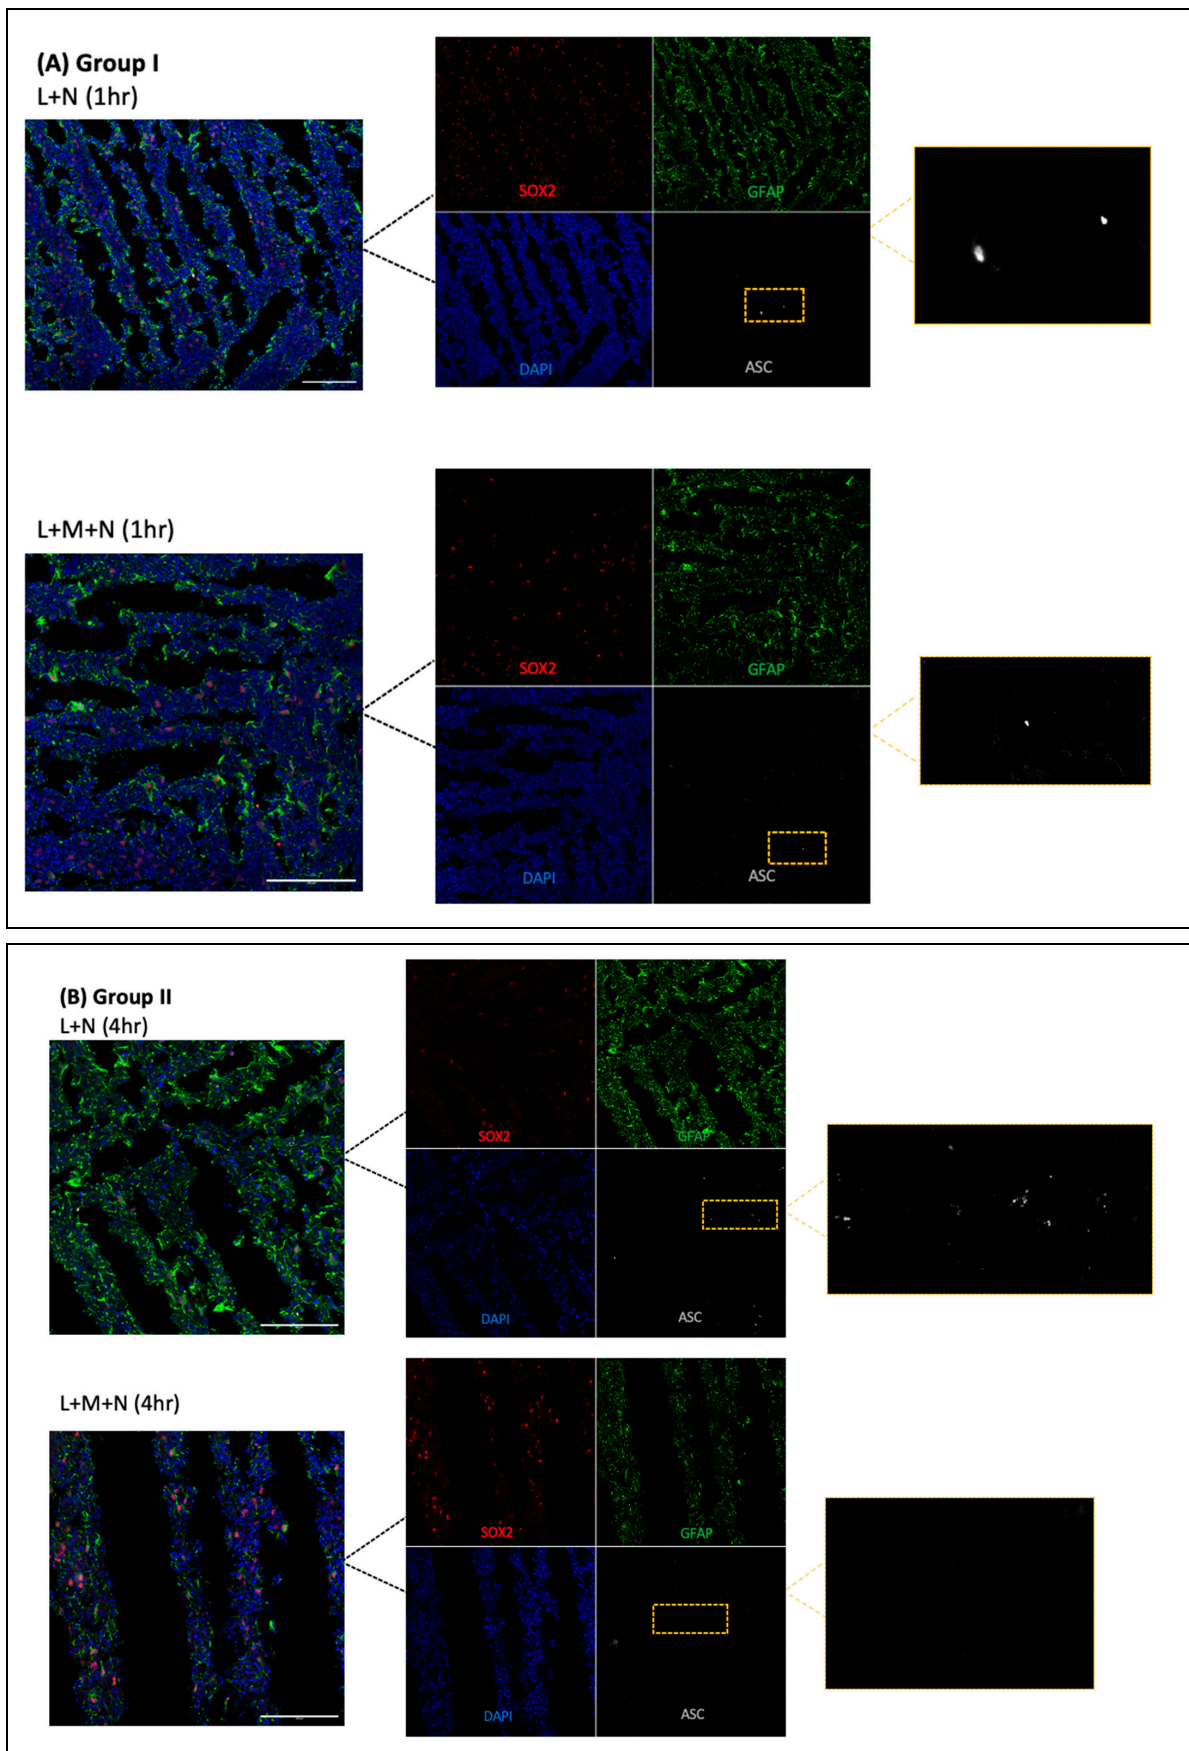 (A) Group I
L+N (1hr)
SOX2
GFAP
DAPI
ASC
L+M+N (1hr)
SOX2
GFAP
DAPI
ASC
(B) Group II
L+N (4hr)
SOX2
GFAP
DAPI
ASC
L+M+N (4hr)
SOX2
GFAP
DAPI
ASC